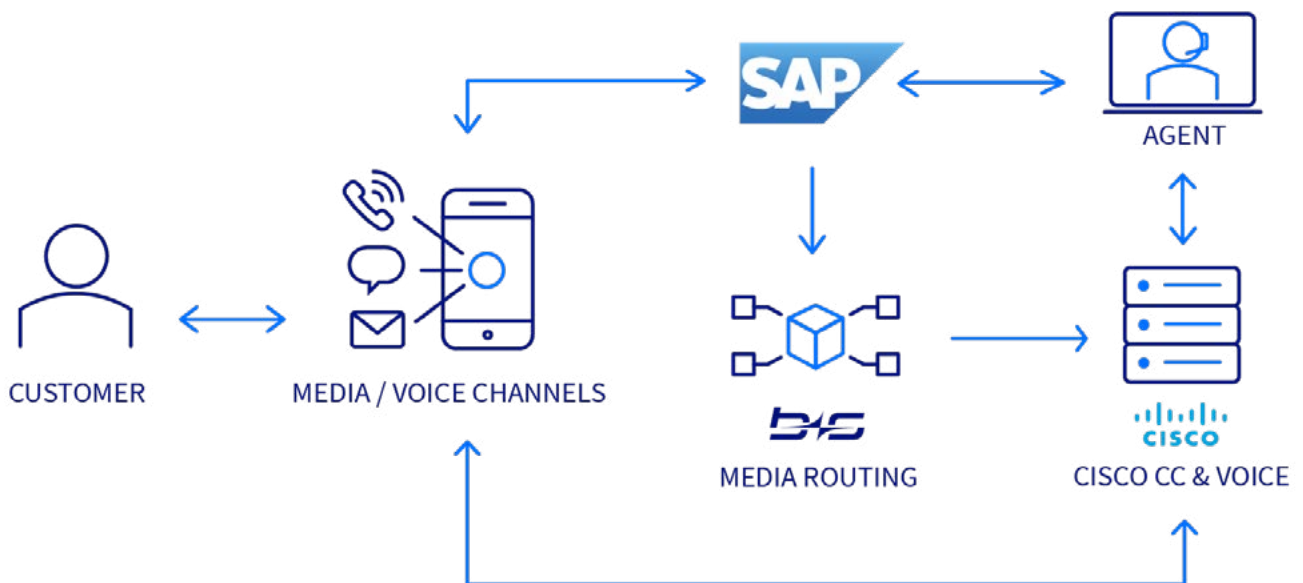 SAP
AGENT
CUSTOMER
MEDIA / VOICE CHANNELS
b+s
MEDIA ROUTING
CISCO
CISCO CC & VOICE